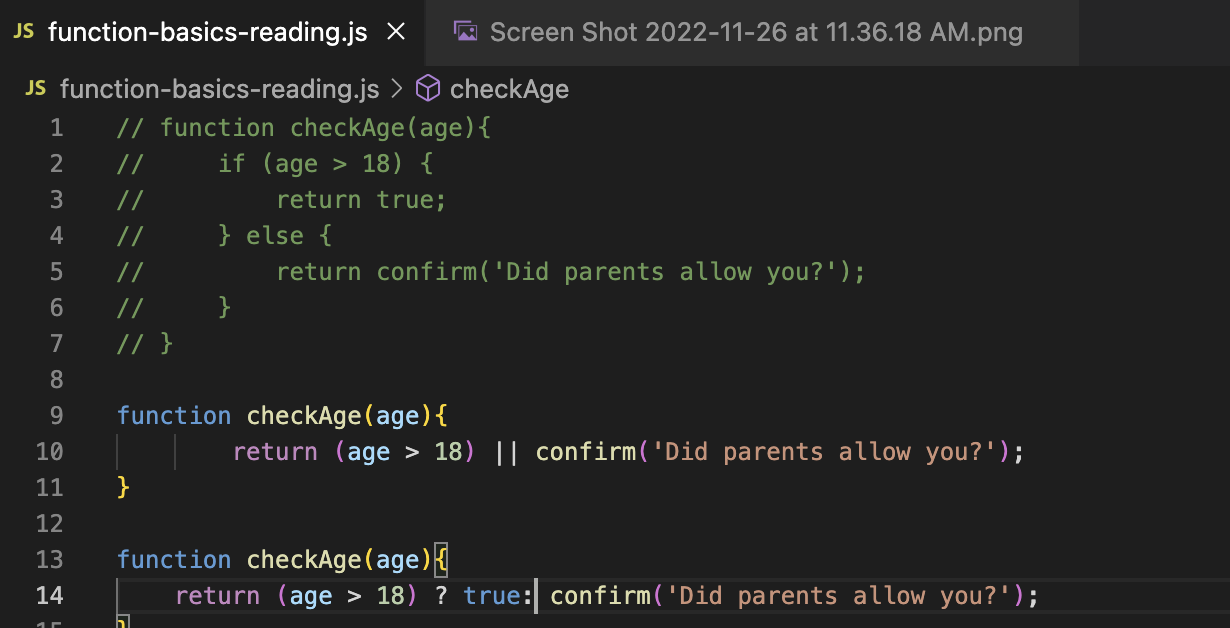 JS function-basics-reading.js × Screen Shot 2022-11-26 at 11.36.18 AM.png
JS function-basics-reading.js > checkAge
1 // function checkAge(age){
2 //     if (age > 18) {
3 //         return true;
4 //     } else {
5 //         return confirm('Did parents allow you?');
6 //     }
7 // }
8
9 function checkAge(age){
10         return (age > 18) || confirm('Did parents allow you?');
11 }
12
13 function checkAge(age){
14     return (age > 18) ? true: confirm('Did parents allow you?');
15 }